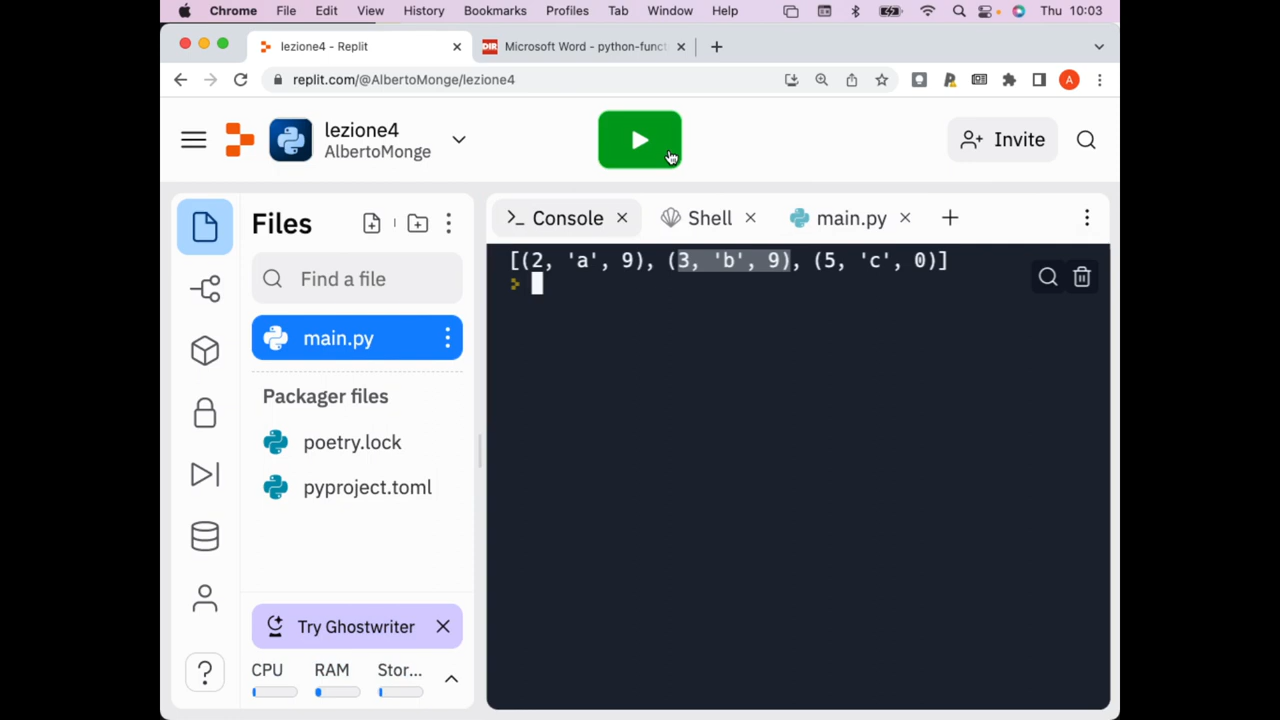 Chrome File Edit View History Bookmarks Profiles Tab Window Help Thu 10:03
lezione4 - Replit
DIR Microsoft Word - python-funct
replit.com/@AlbertoMonge/lezione4
A
lezione4
AlbertoMonge
Invite
Files
Find a file
main.py
Packager files
poetry.lock
pyproject.toml
Try Ghostwriter
CPU RAM Stor...
>_ Console Shell main.py
[(2, 'a', 9), (3, 'b', 9), (5, 'c', 0)]
>